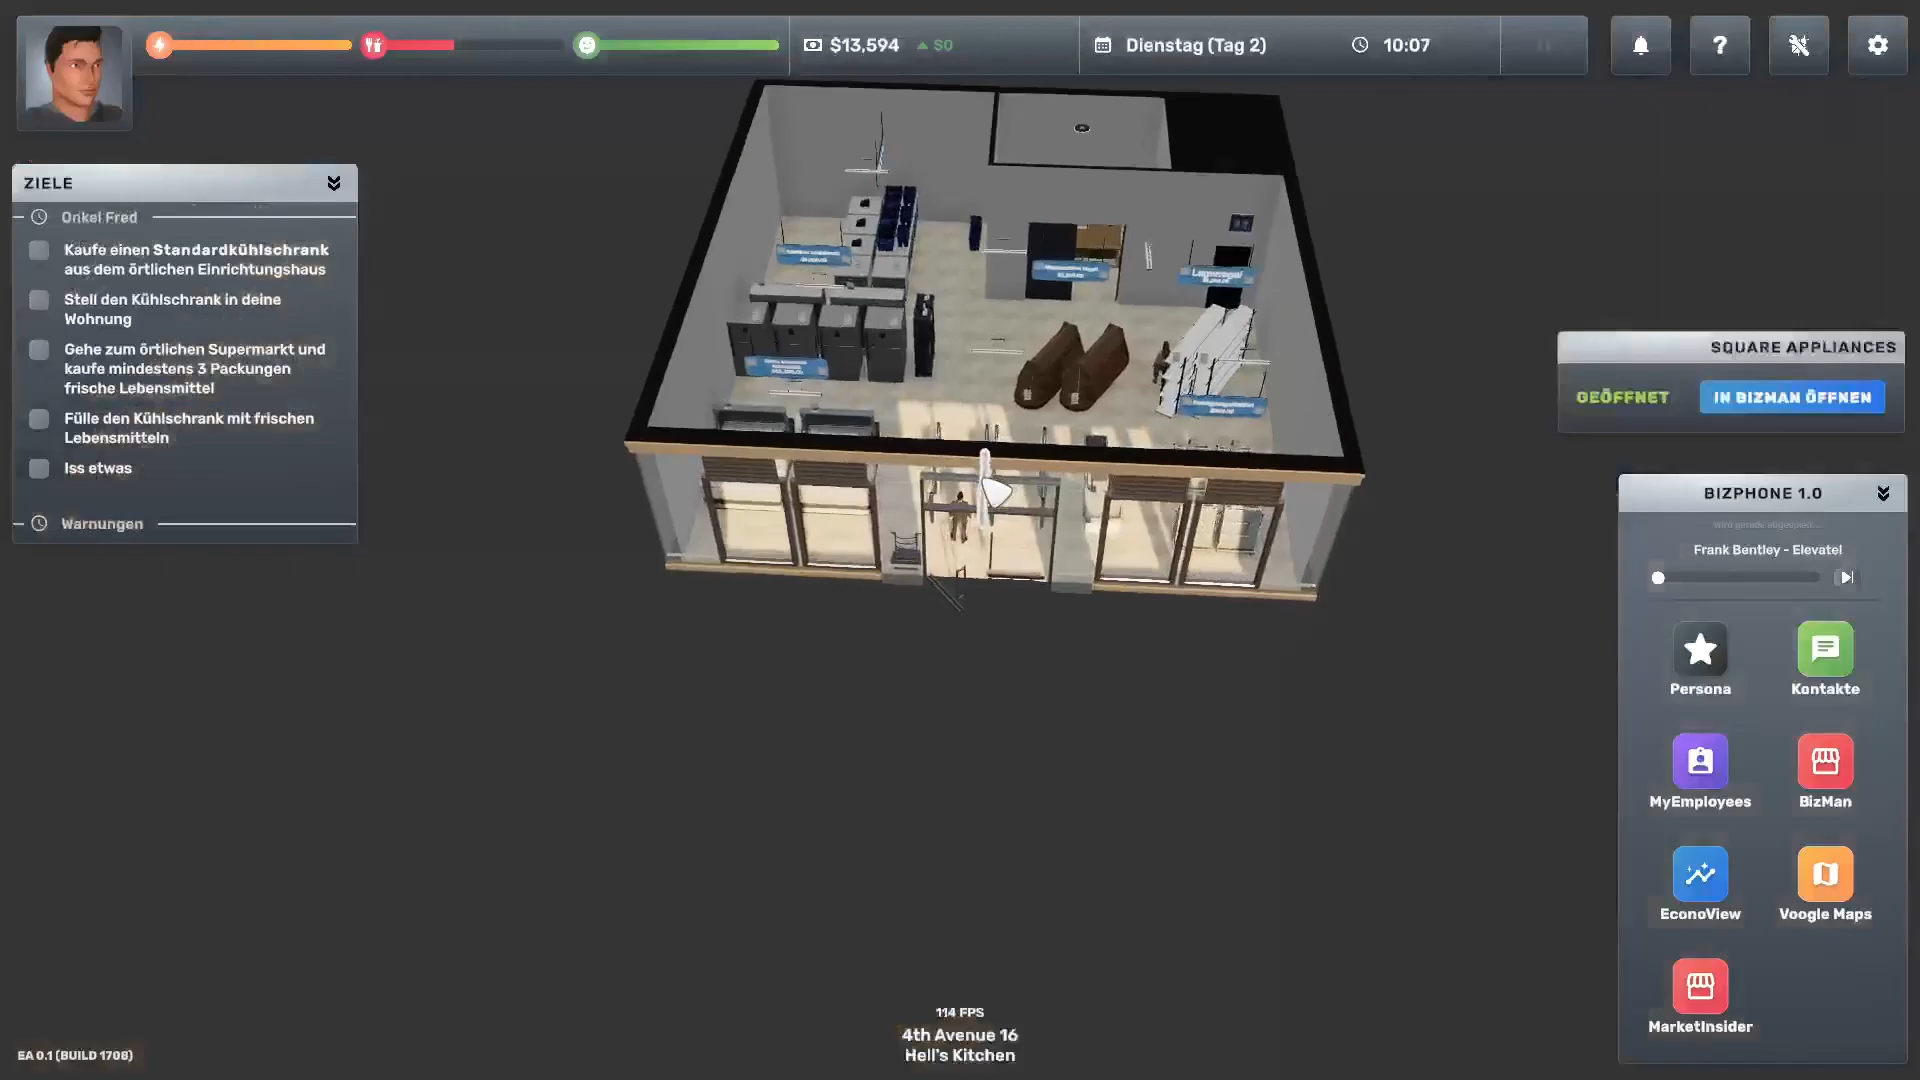 $13,594
$0
Dienstag (Tag 2)
10:07
?
ZIELE
Onkel Fred
Kaufe einen Standardkühlschrank
aus dem örtlichen Einrichtungshaus
Stell den Kühlschrank in deine
Wohnung
Gehe zum örtlichen Supermarkt und
kaufe mindestens 3 Packungen
frische Lebensmittel
Fülle den Kühlschrank mit frischen
Lebensmitteln
Iss etwas
Warnungen
Lagerregal
SQUARE APPLIANCES
GEÖFFNET
IN BIZMAN ÖFFNEN
BIZPHONE 1.0
Wird gerade abgespielt...
Frank Bentley - Elevatel
Persona
Kontakte
MyEmployees
BizMan
EconoView
Voogle Maps
MarketInsider
114 FPS
4th Avenue 16
Hell's Kitchen
EA 0.1 (BUILD 1708)